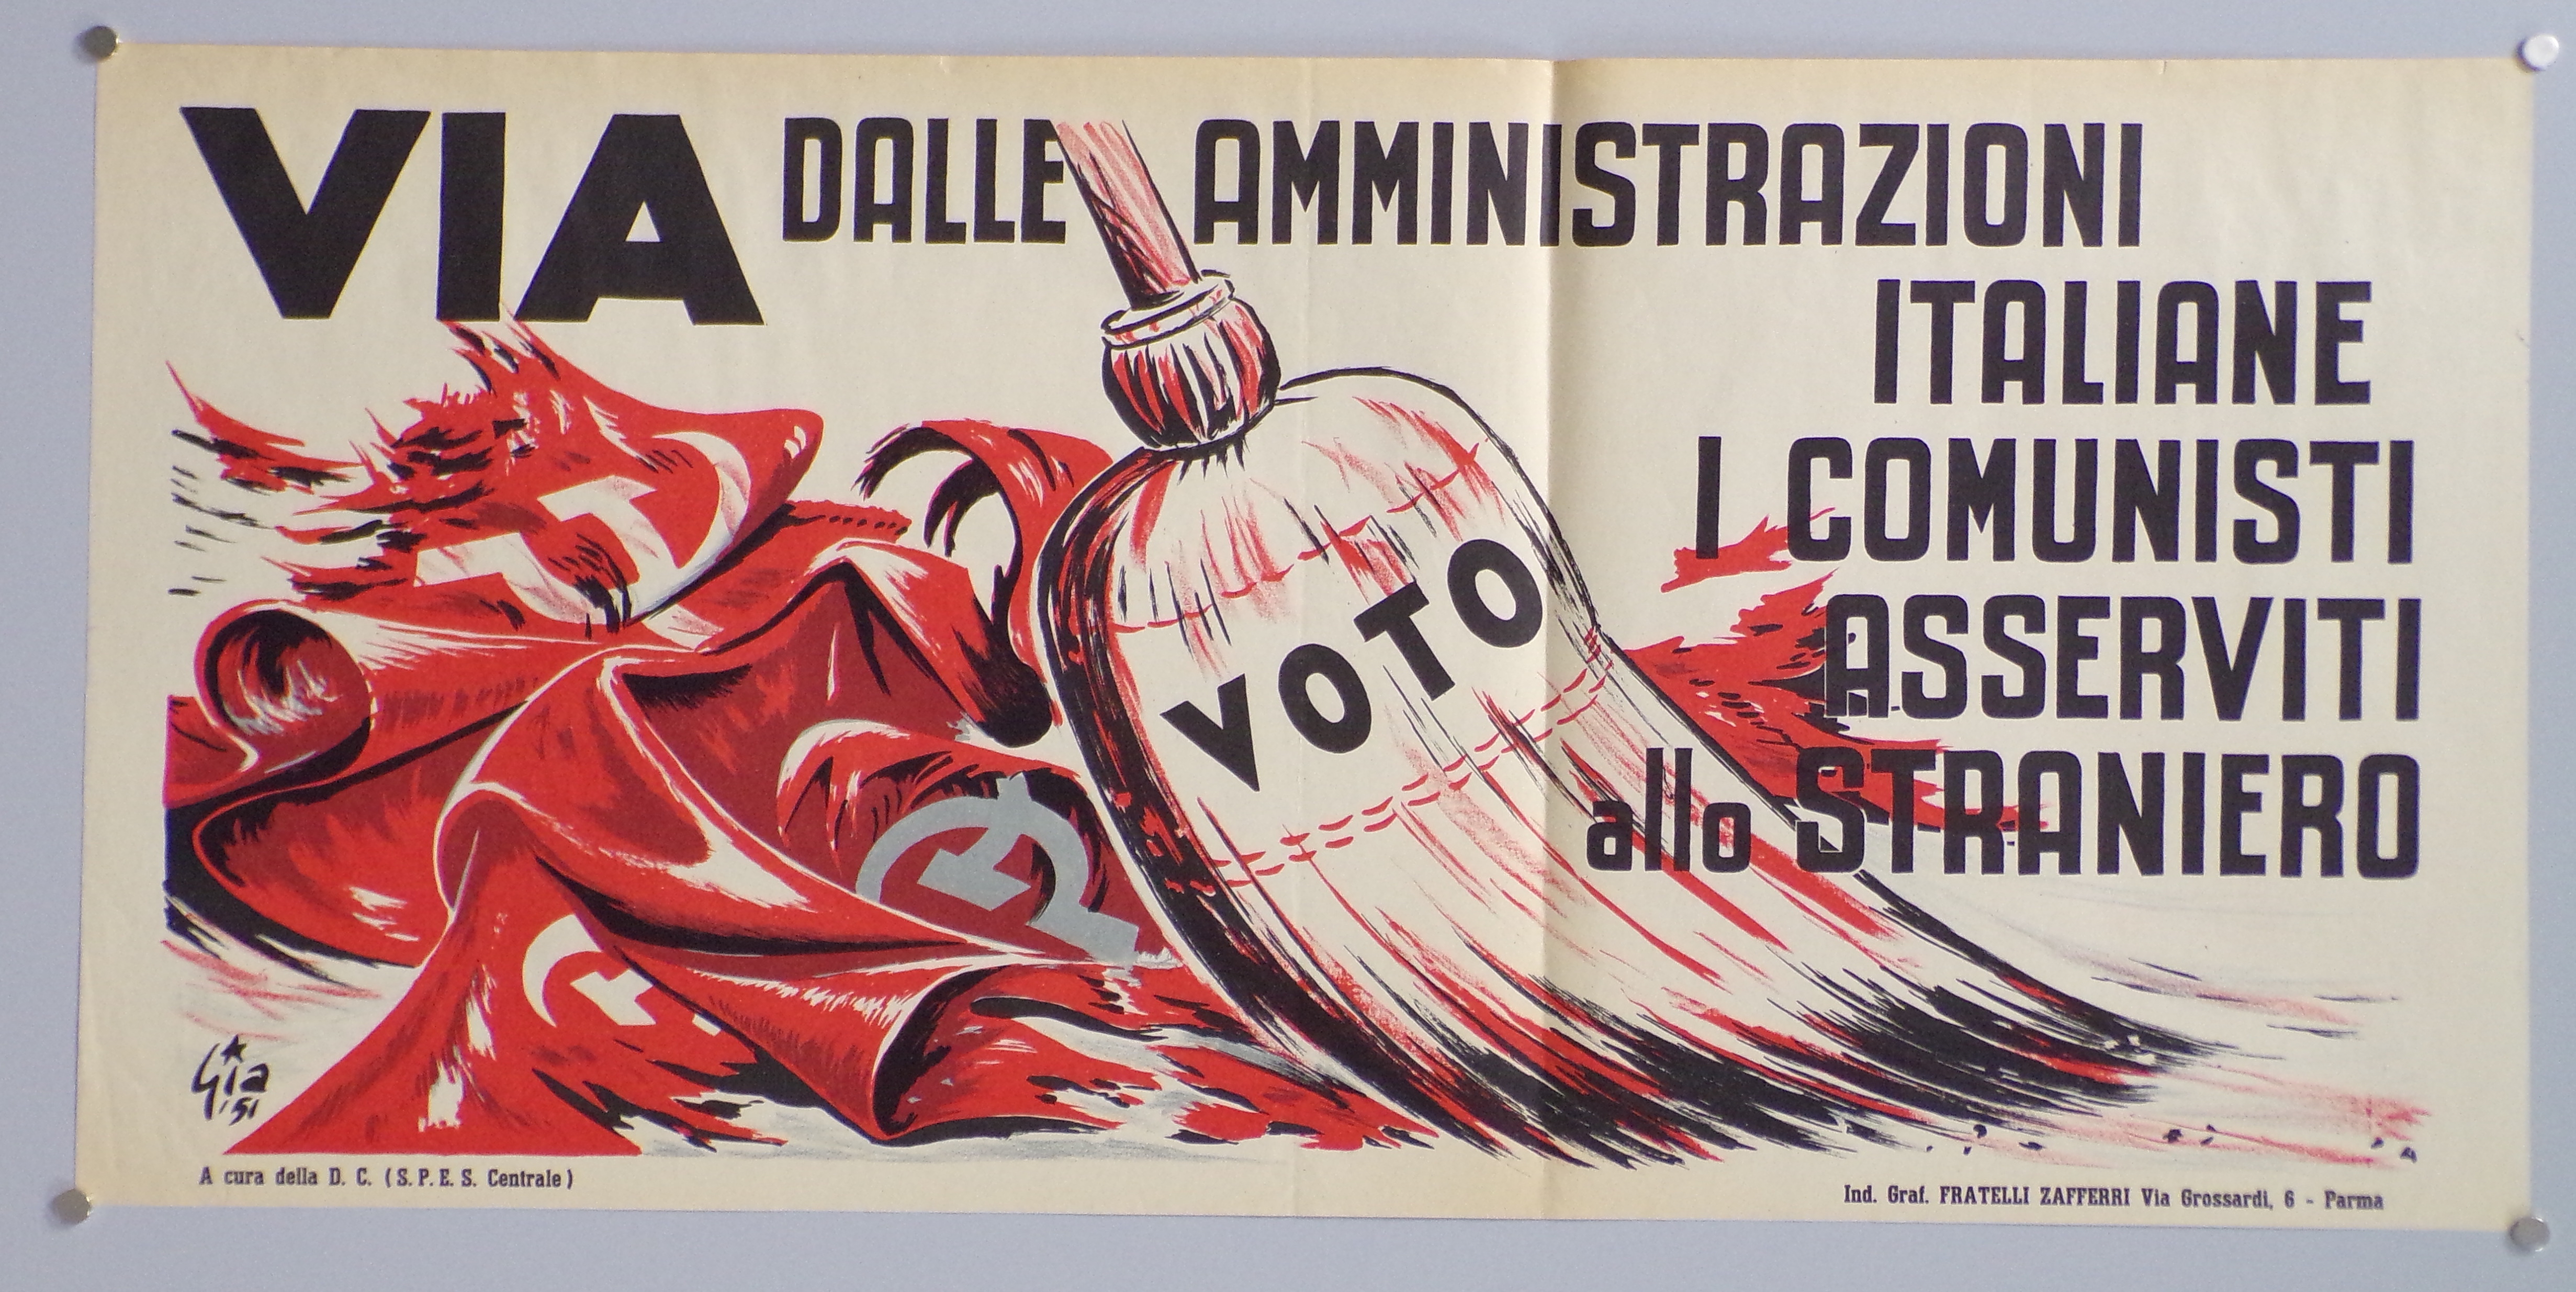 VIA DALLE AMMINISTRAZIONI
ITALIANE
I COMUNISTI
ASSERVITI
allo STRANIERO
VOTO
Gia
'51
A cura della D. C. (S. P. E. S. Centrale)
Ind. Graf. FRATELLI ZAFFERRI Via Grossardi, 6 - Parma